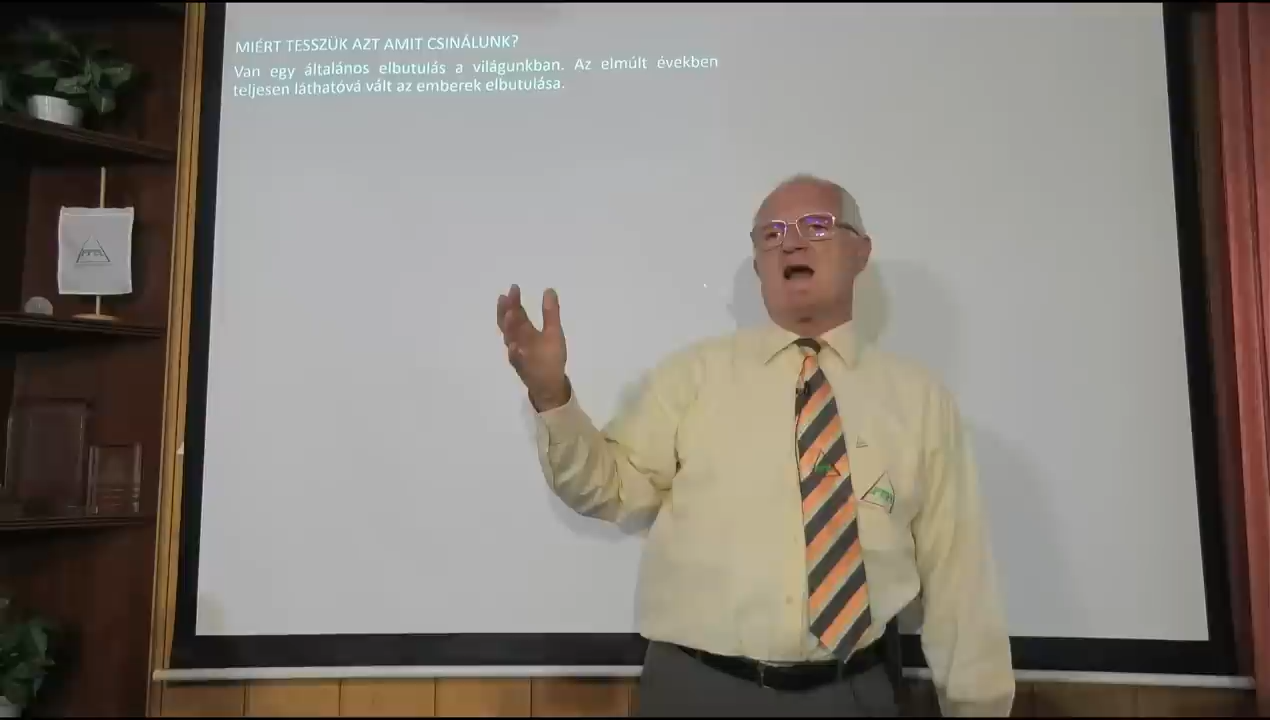 MIÉRT TESSZÜK AZT AMIT CSINÁLUNK?
Van egy általános elbutulás a világunkban. Az elmúlt években
teljesen láthatóvá vált az emberek elbutulása.